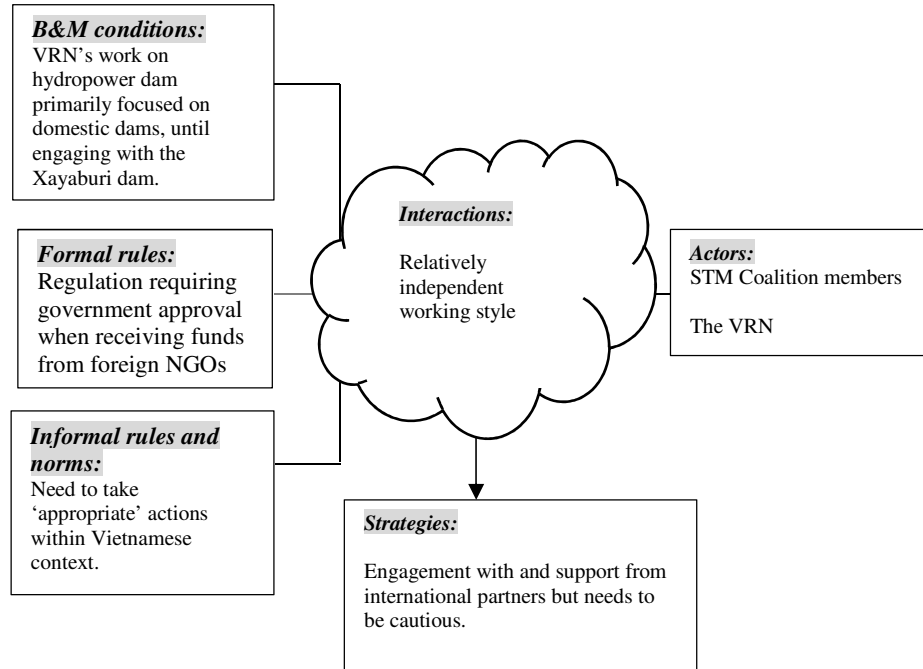 B&M conditions:
VRN's work on
hydropower dam
primarily focused on
domestic dams, until
engaging with the
Xayaburi dam.
Formal rules:
Regulation requiring
government approval
when receiving funds
from foreign NGOs
Informal rules and
norms:
Need to take
‘appropriate’ actions
within Vietnamese
context.
Interactions:
Relatively
independent
working style
Actors:
STM Coalition members
The VRN
Strategies:
Engagement with and support from
international partners but needs to
be cautious.